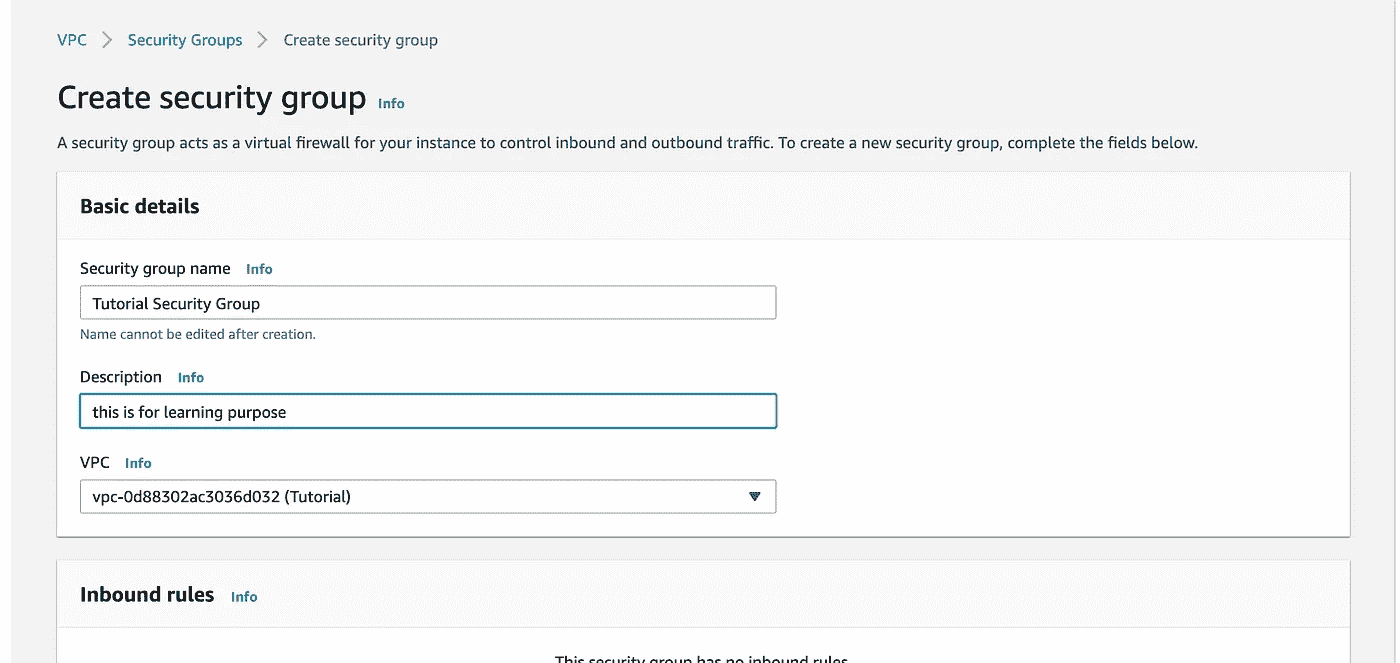 VPC > Security Groups > Create security group
Create security group Info
A security group acts as a virtual firewall for your instance to control inbound and outbound traffic. To create a new security group, complete the fields below.
Basic details
Security group name Info
Tutorial Security Group
Name cannot be edited after creation.
Description Info
this is for learning purpose
VPC Info
vpc-0d88302ac3036d032 (Tutorial)
Inbound rules Info
This security group has no inbound rules